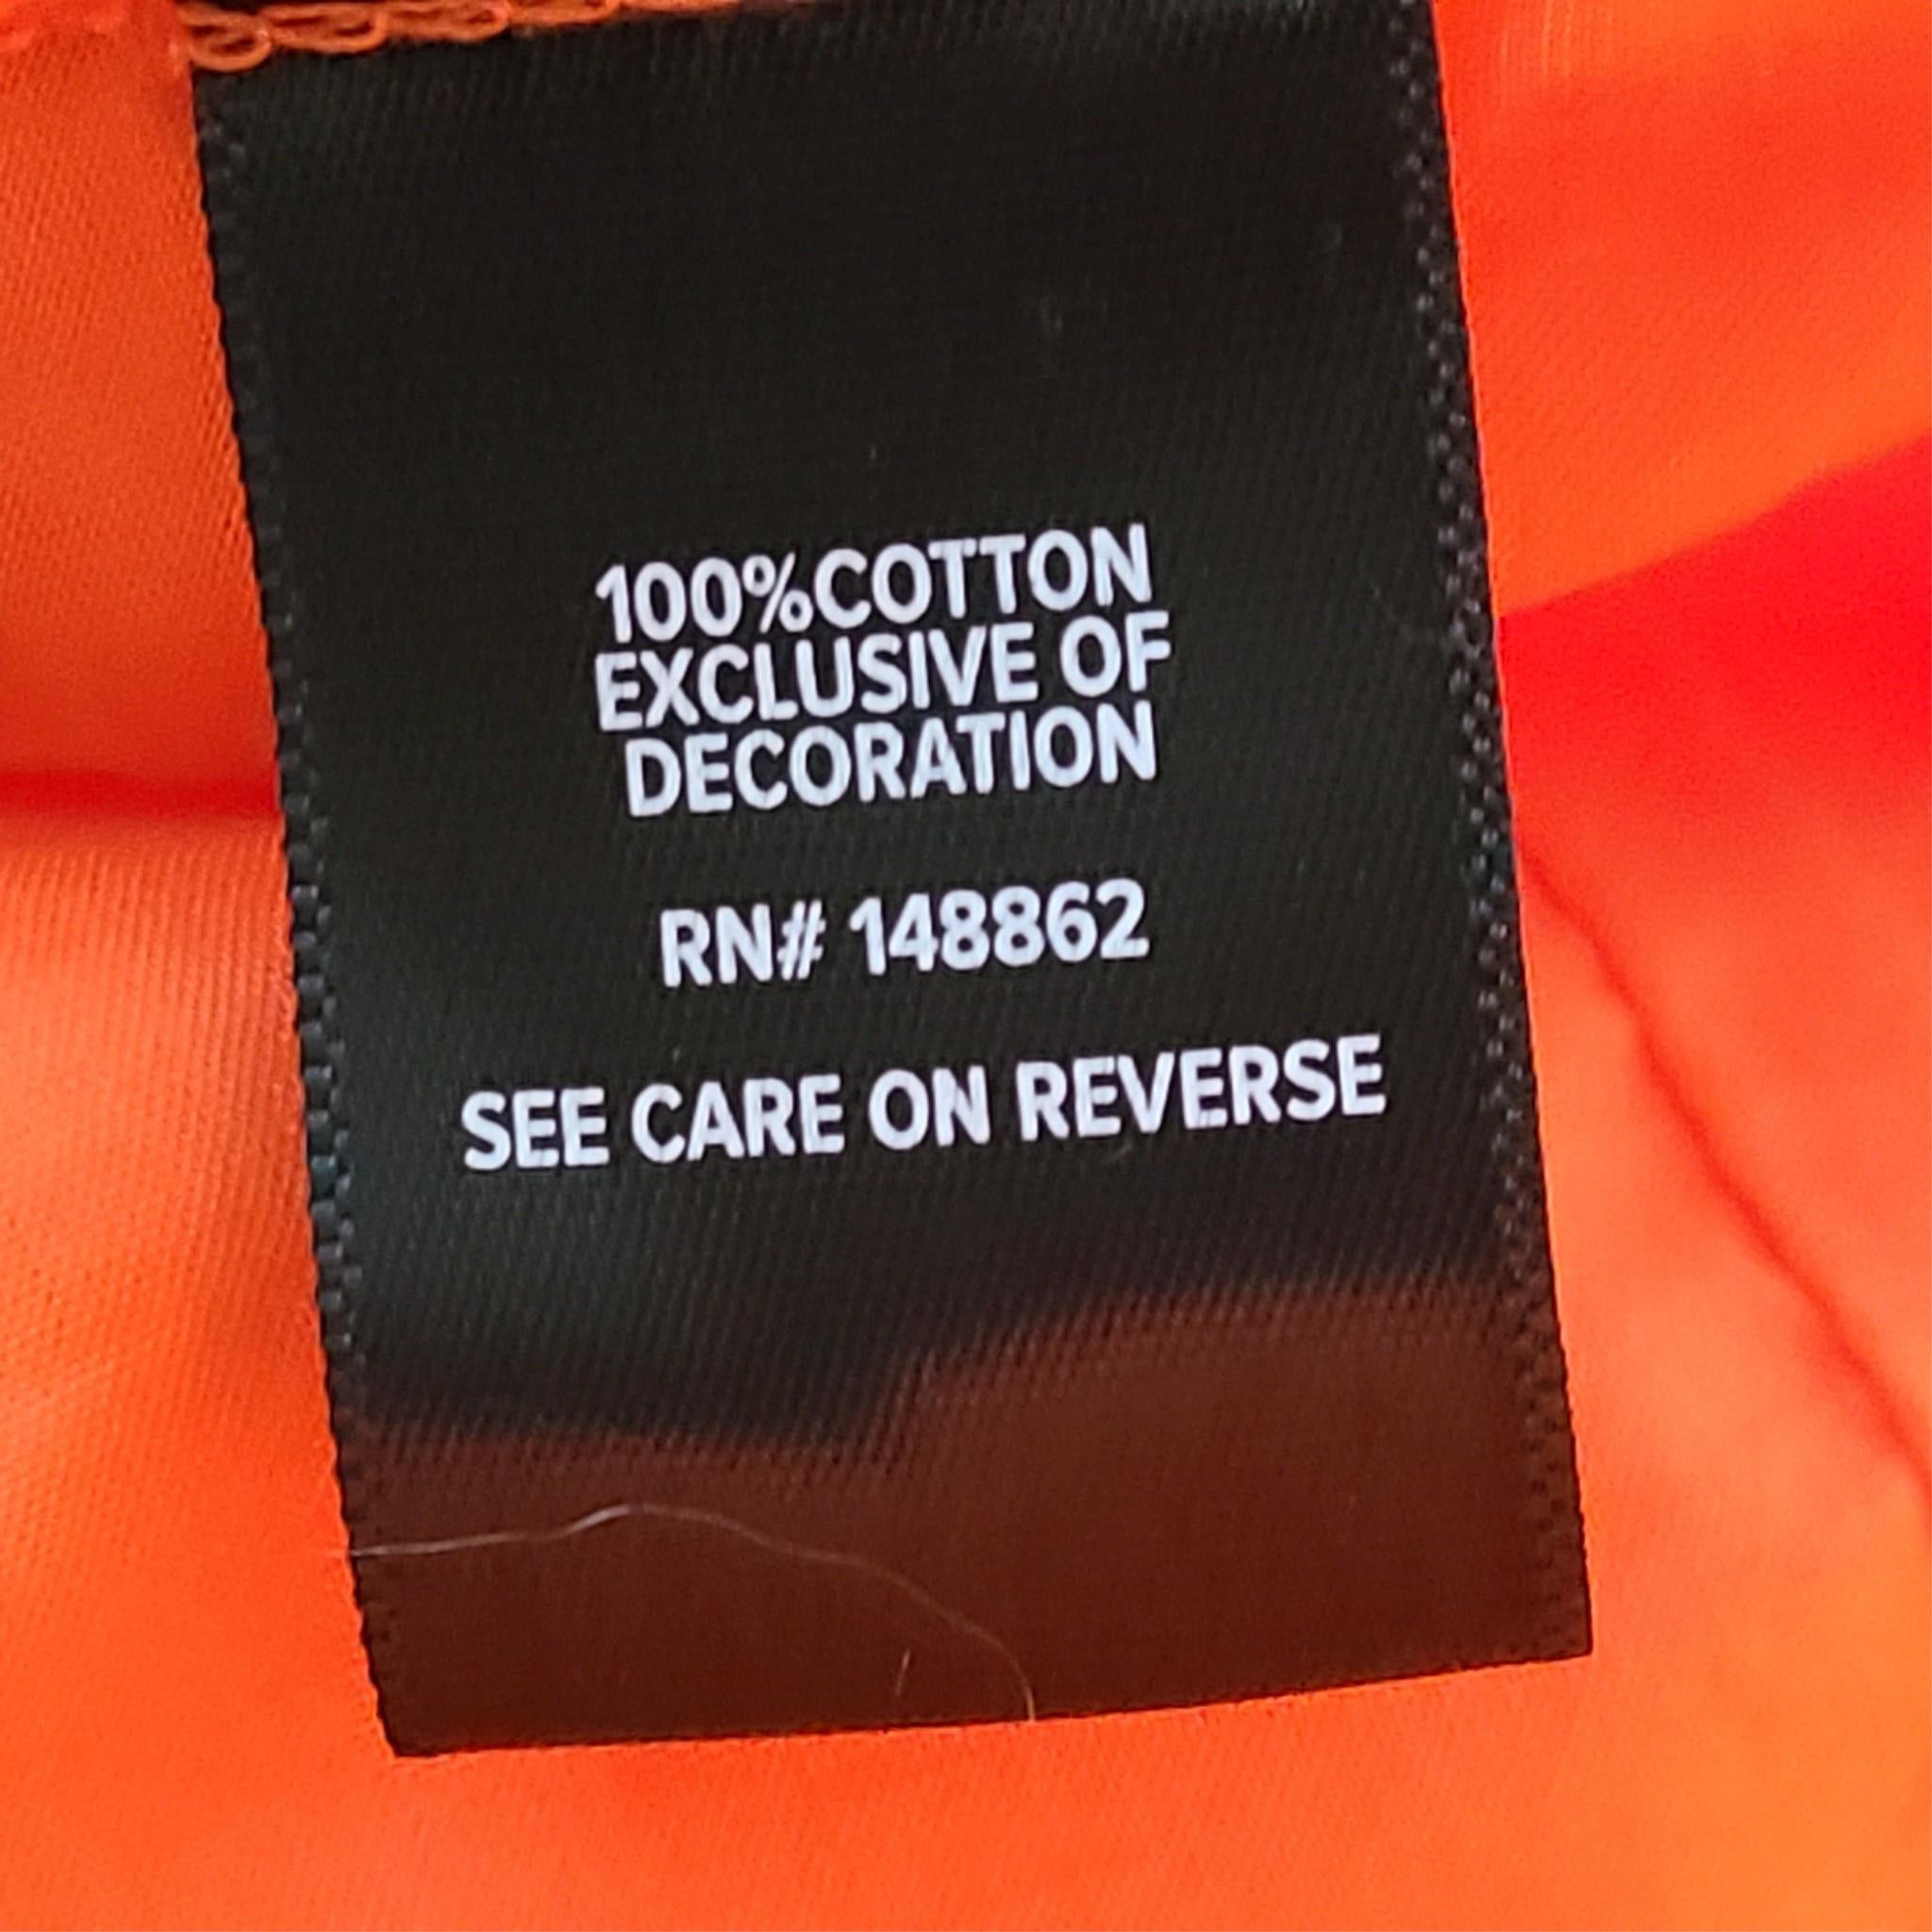 100%COTTON
EXCLUSIVE OF
DECORATION
RN# 148862
SEE CARE ON REVERSE